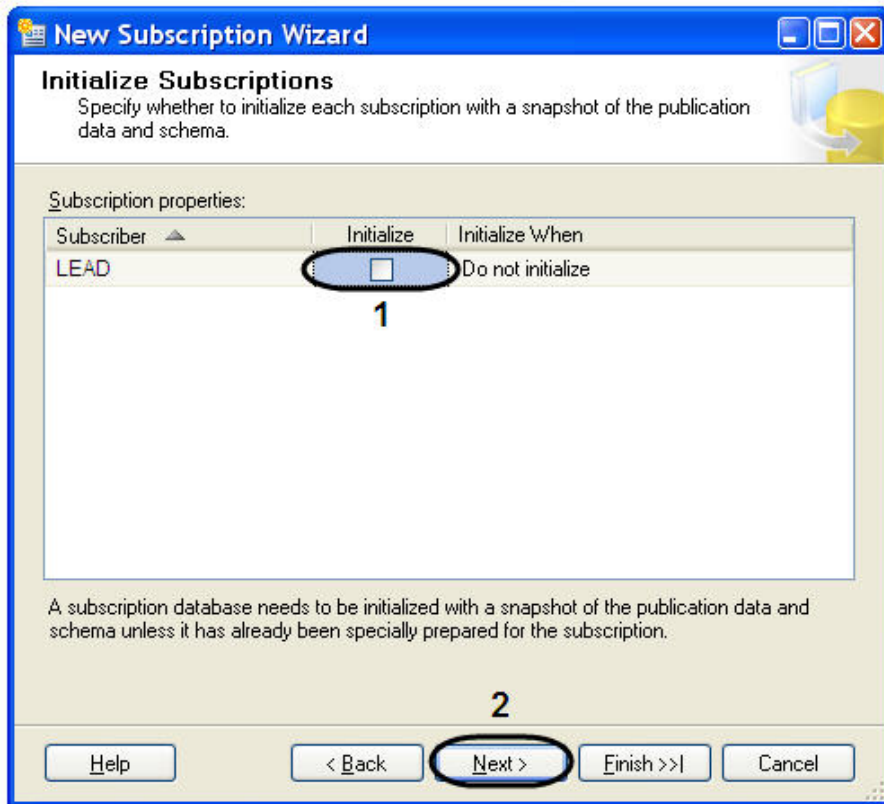 New Subscription Wizard
Initialize Subscriptions
Specify whether to initialize each subscription with a snapshot of the publication
data and schema.
Subscription properties:
Subscriber Initialize Initialize When
LEAD Do not initialize
1
A subscription database needs to be initialized with a snapshot of the publication data and
schema unless it has already been specially prepared for the subscription.
2
Help < Back Next > Finish >>| Cancel